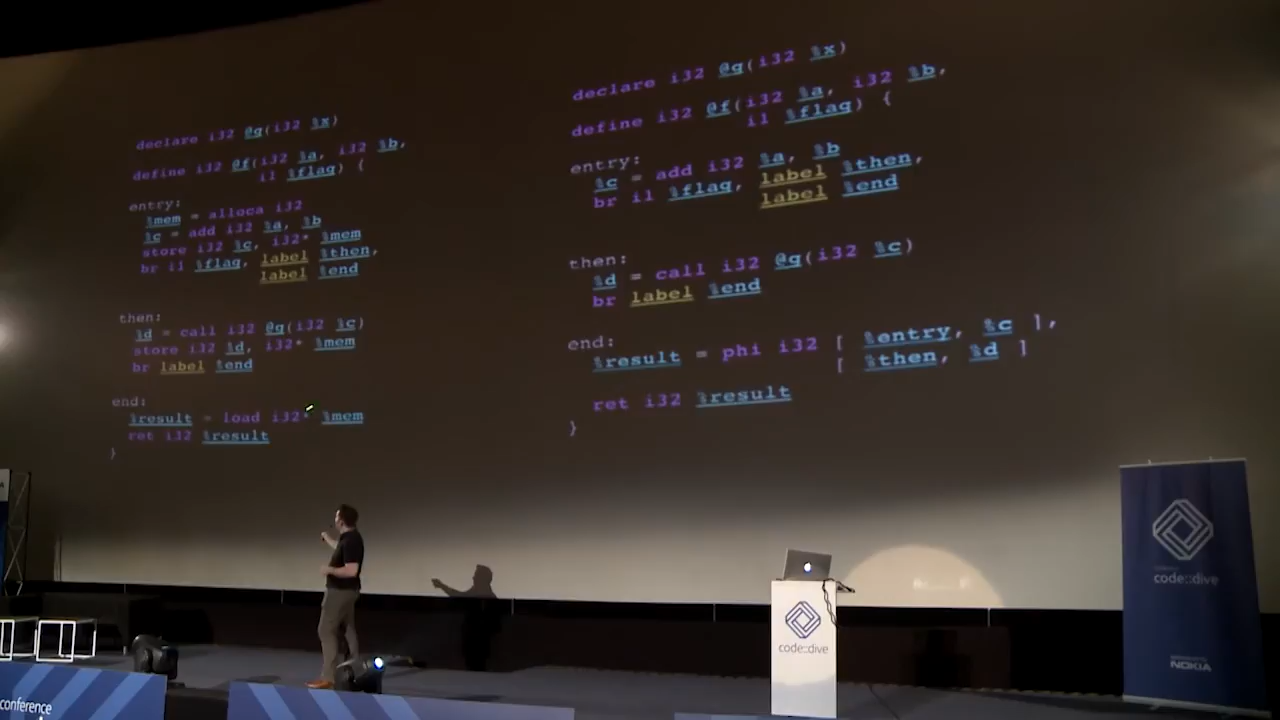 declare i32 @g(i32 %x)
define i32 @f(i32 %a, i32 %b,
i1 %flag) {
entry:
%mem = alloca i32
%c = add i32 %a, %b
store i32 %c, i32* %mem
br i1 %flag, label %then,
label %end
then:
%d = call i32 @g(i32 %c)
store i32 %d, i32* %mem
br label %end
end:
%result = load i32* %mem
ret i32 %result
}
declare i32 @g(i32 %x)
define i32 @f(i32 %a, i32 %b,
i1 %flag) {
entry:
%c = add i32 %a, %b
br i1 %flag, label %then,
label %end
then:
%d = call i32 @g(i32 %c)
br label %end
end:
%result = phi i32 [ %entry, %c ],
[ %then, %d ]
ret i32 %result
}
code::dive
code::dive
NOKIA
conference